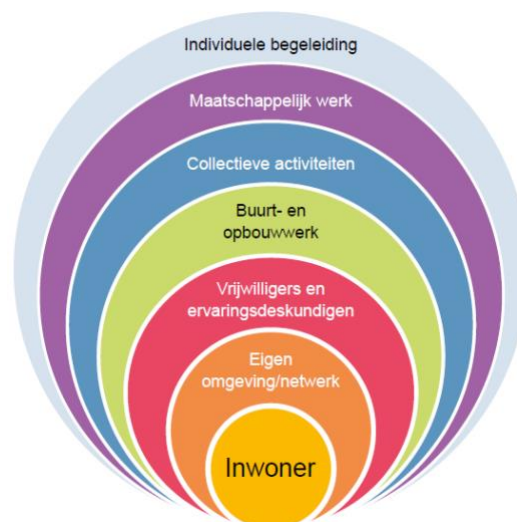 Individuele begeleiding
Maatschappelijk werk
Collectieve activiteiten
Buurt- en
opbouwwerk
Vrijwilligers en
ervaringsdeskundigen
Eigen
omgeving/netwerk
Inwoner